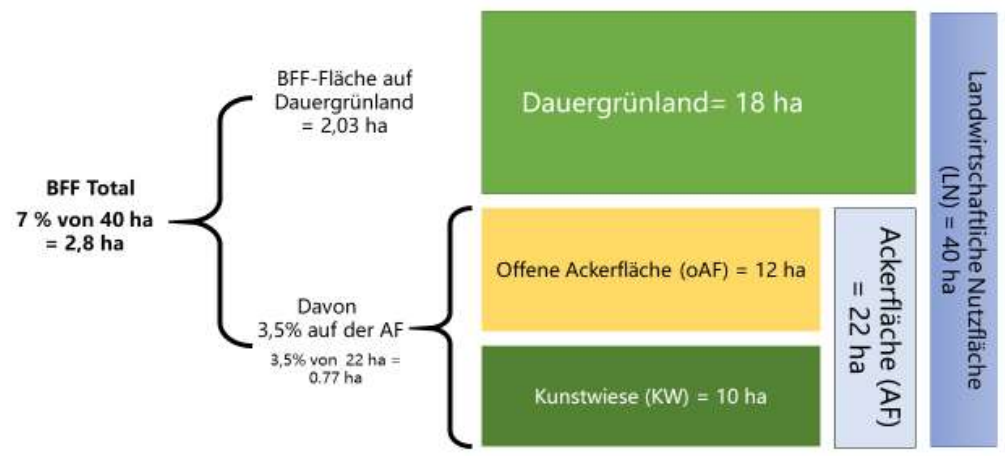 BFF Total
7 % von 40 ha
= 2,8 ha
BFF-Fläche auf
Dauergrünland
= 2,03 ha
Davon
3,5% auf der AF
3,5% von 22 ha =
0.77 ha
Dauergrünland= 18 ha
Offene Ackerfläche (oAF) = 12 ha
Kunstwiese (KW) = 10 ha
Ackerfläche (AF)
= 22 ha
Landwirtschaftliche Nutzfläche
(LN) = 40 ha